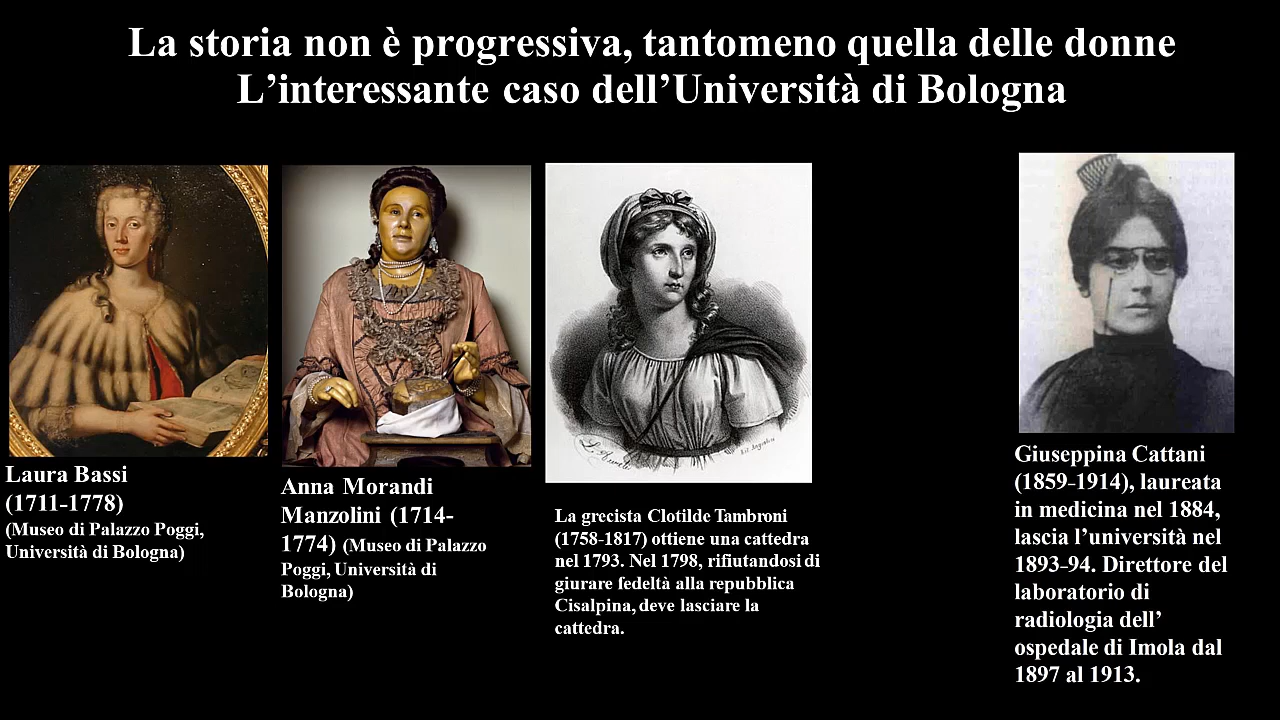 La storia non è progressiva, tantomeno quella delle donne
L’interessante caso dell’Università di Bologna
Laura Bassi
(1711-1778)
(Museo di Palazzo Poggi,
Università di Bologna)
Anna Morandi
Manzolini (1714-
1774) (Museo di Palazzo
Poggi, Università di
Bologna)
La grecista Clotilde Tambroni
(1758-1817) ottiene una cattedra
nel 1793. Nel 1798, rifiutandosi di
giurare fedeltà alla repubblica
Cisalpina, deve lasciare la
cattedra.
Giuseppina Cattani
(1859-1914), laureata
in medicina nel 1884,
lascia l’università nel
1893-94. Direttore del
laboratorio di
radiologia dell’
ospedale di Imola dal
1897 al 1913.